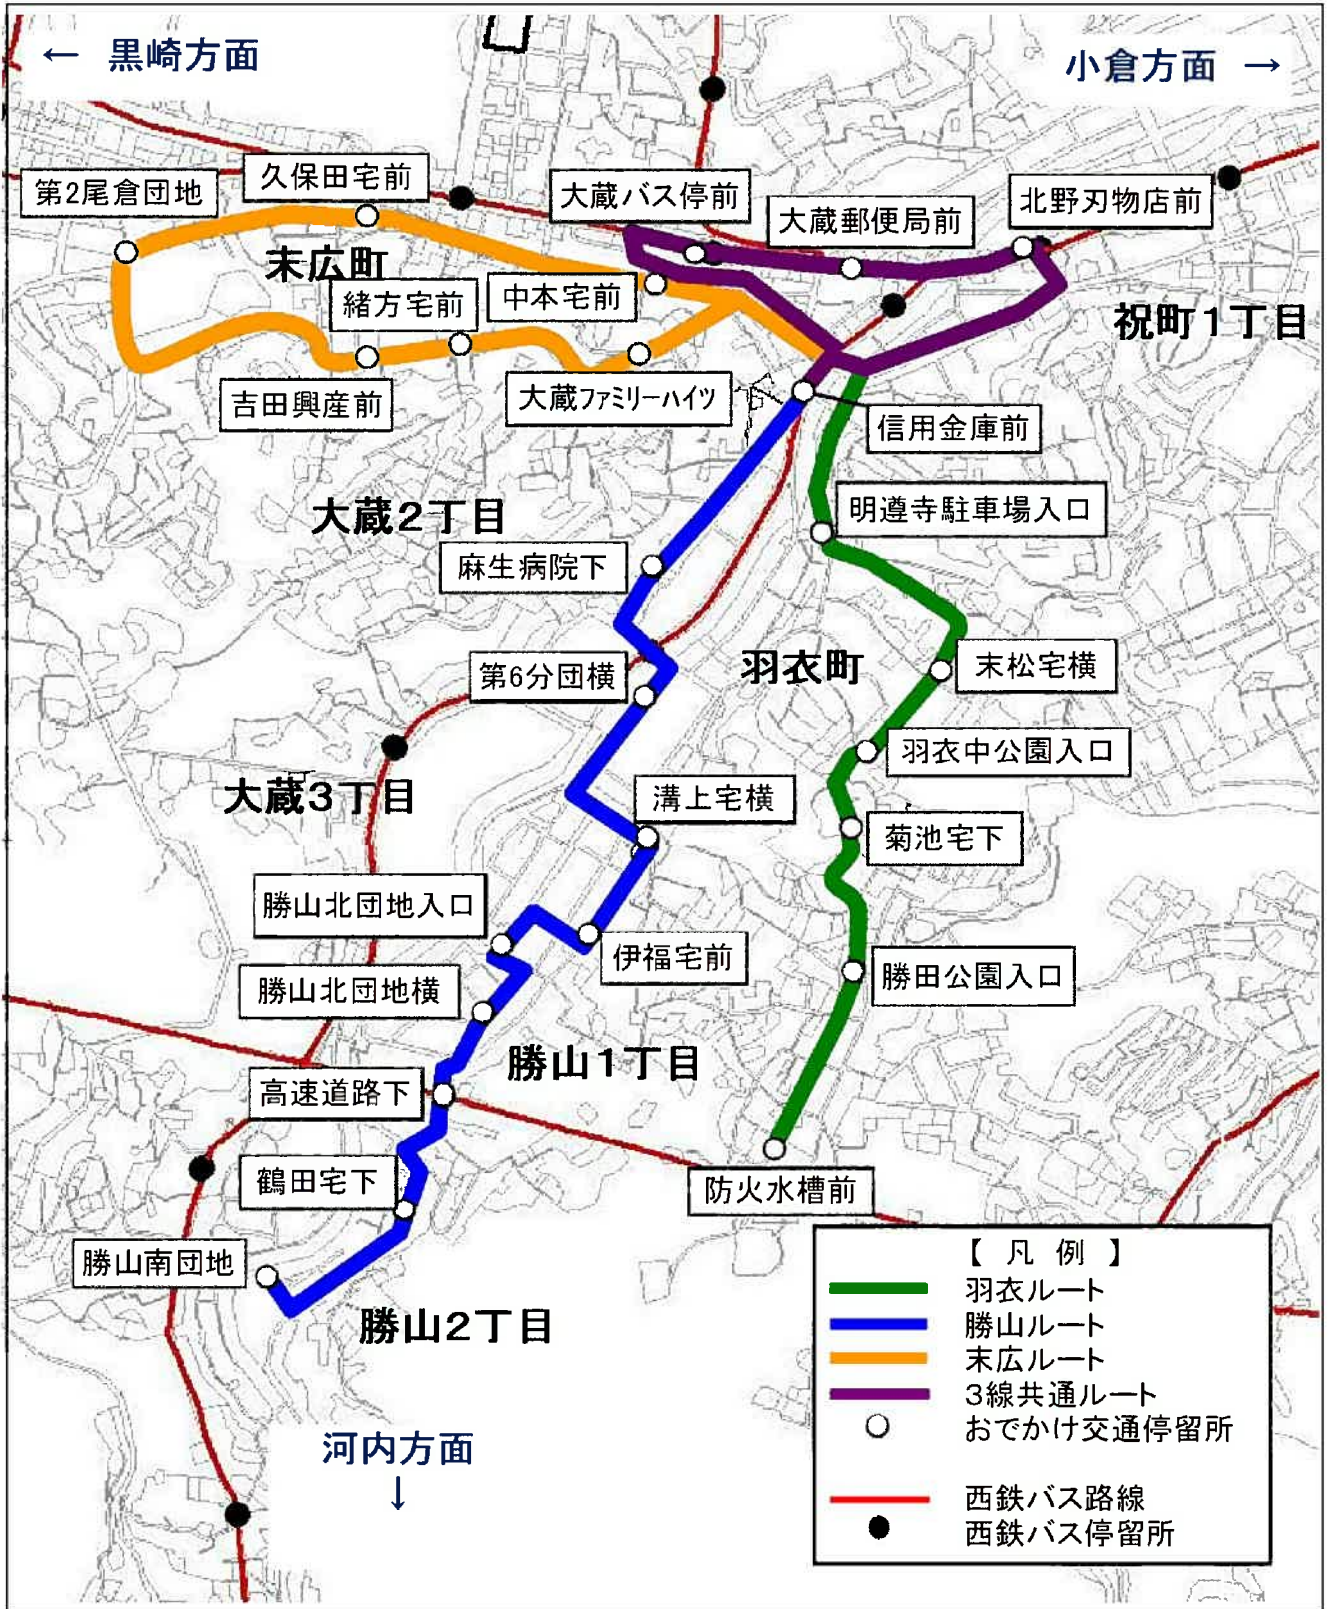 ← 黒崎方面
小倉方面 →
久保田宅前
第2尾倉団地
大蔵バス停前
大蔵郵便局前
北野刃物店前
末広町
緒方宅前
中本宅前
祝町1丁目
吉田興産前
大蔵ファミリーハイツ
信用金庫前
大蔵2丁目
明遵寺駐車場入口
麻生病院下
第6分団横
羽衣町
末松宅横
羽衣中公園入口
大蔵3丁目
溝上宅横
菊池宅下
勝山北団地入口
伊福宅前
勝田公園入口
勝山北団地横
勝山1丁目
高速道路下
鶴田宅下
防火水槽前
勝山南団地
勝山2丁目
河内方面
↓
【 凡 例 】
羽衣ルート
勝山ルート
末広ルート
3線共通ルート
おでかけ交通停留所
西鉄バス路線
西鉄バス停留所